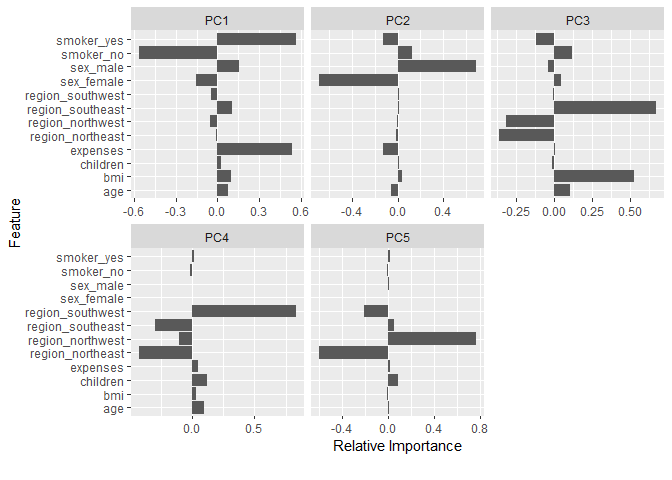 PC1 PC2 PC3
smoker_yes
smoker_no
sex_male
sex_female
region_southwest
region_southeast
region_northwest
region_northeast
expenses
children
bmi
age
-0.6 -0.3 0.0 0.3 0.6 -0.4 0.0 0.4 -0.25 0.00 0.25 0.50
Feature
PC4 PC5
smoker_yes
smoker_no
sex_male
sex_female
region_southwest
region_southeast
region_northwest
region_northeast
expenses
children
bmi
age
0.0 0.5 -0.4 0.0 0.4 0.8
Relative Importance